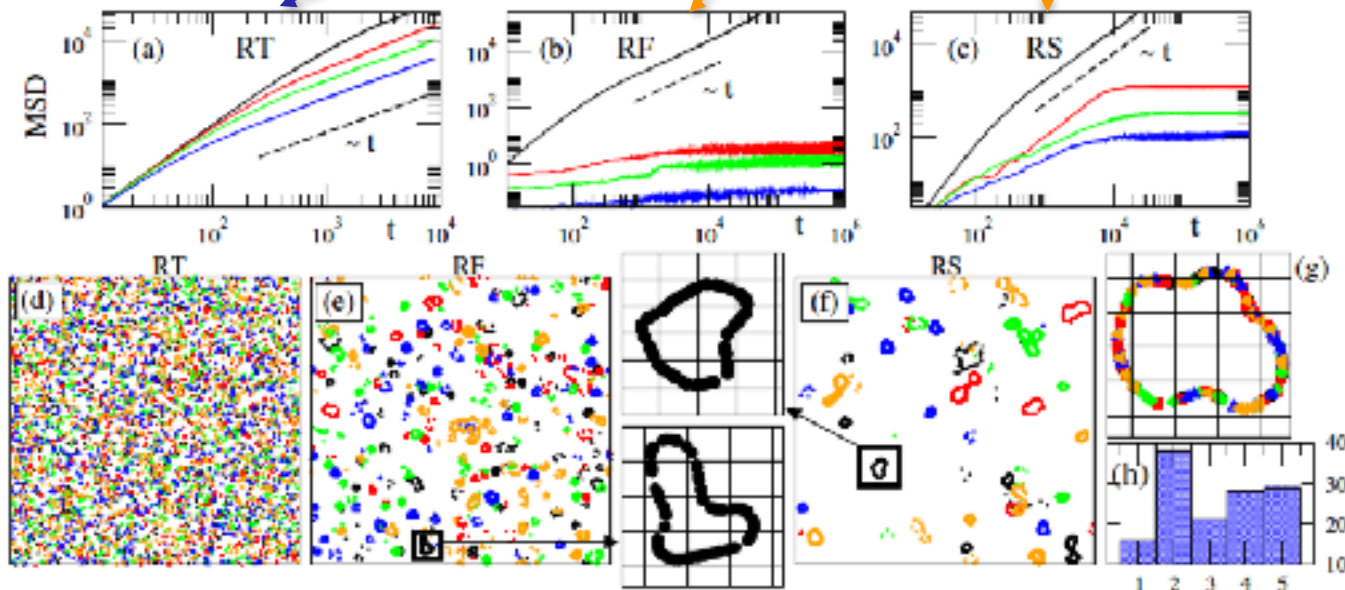 (a) RT
(b) RF
(c) RS
MSD
10^4
10^2
10^0
~ t
10^2 10^3 t 10^4
10^4
10^2
10^0
~ t
10^2 10^4 t 10^6
10^4
10^2
~ t
10^2 10^4 t 10^6
RT
RF
RS
(d)
(e)
(f)
(g)
(h)
40
30
20
10
1 2 3 4 5